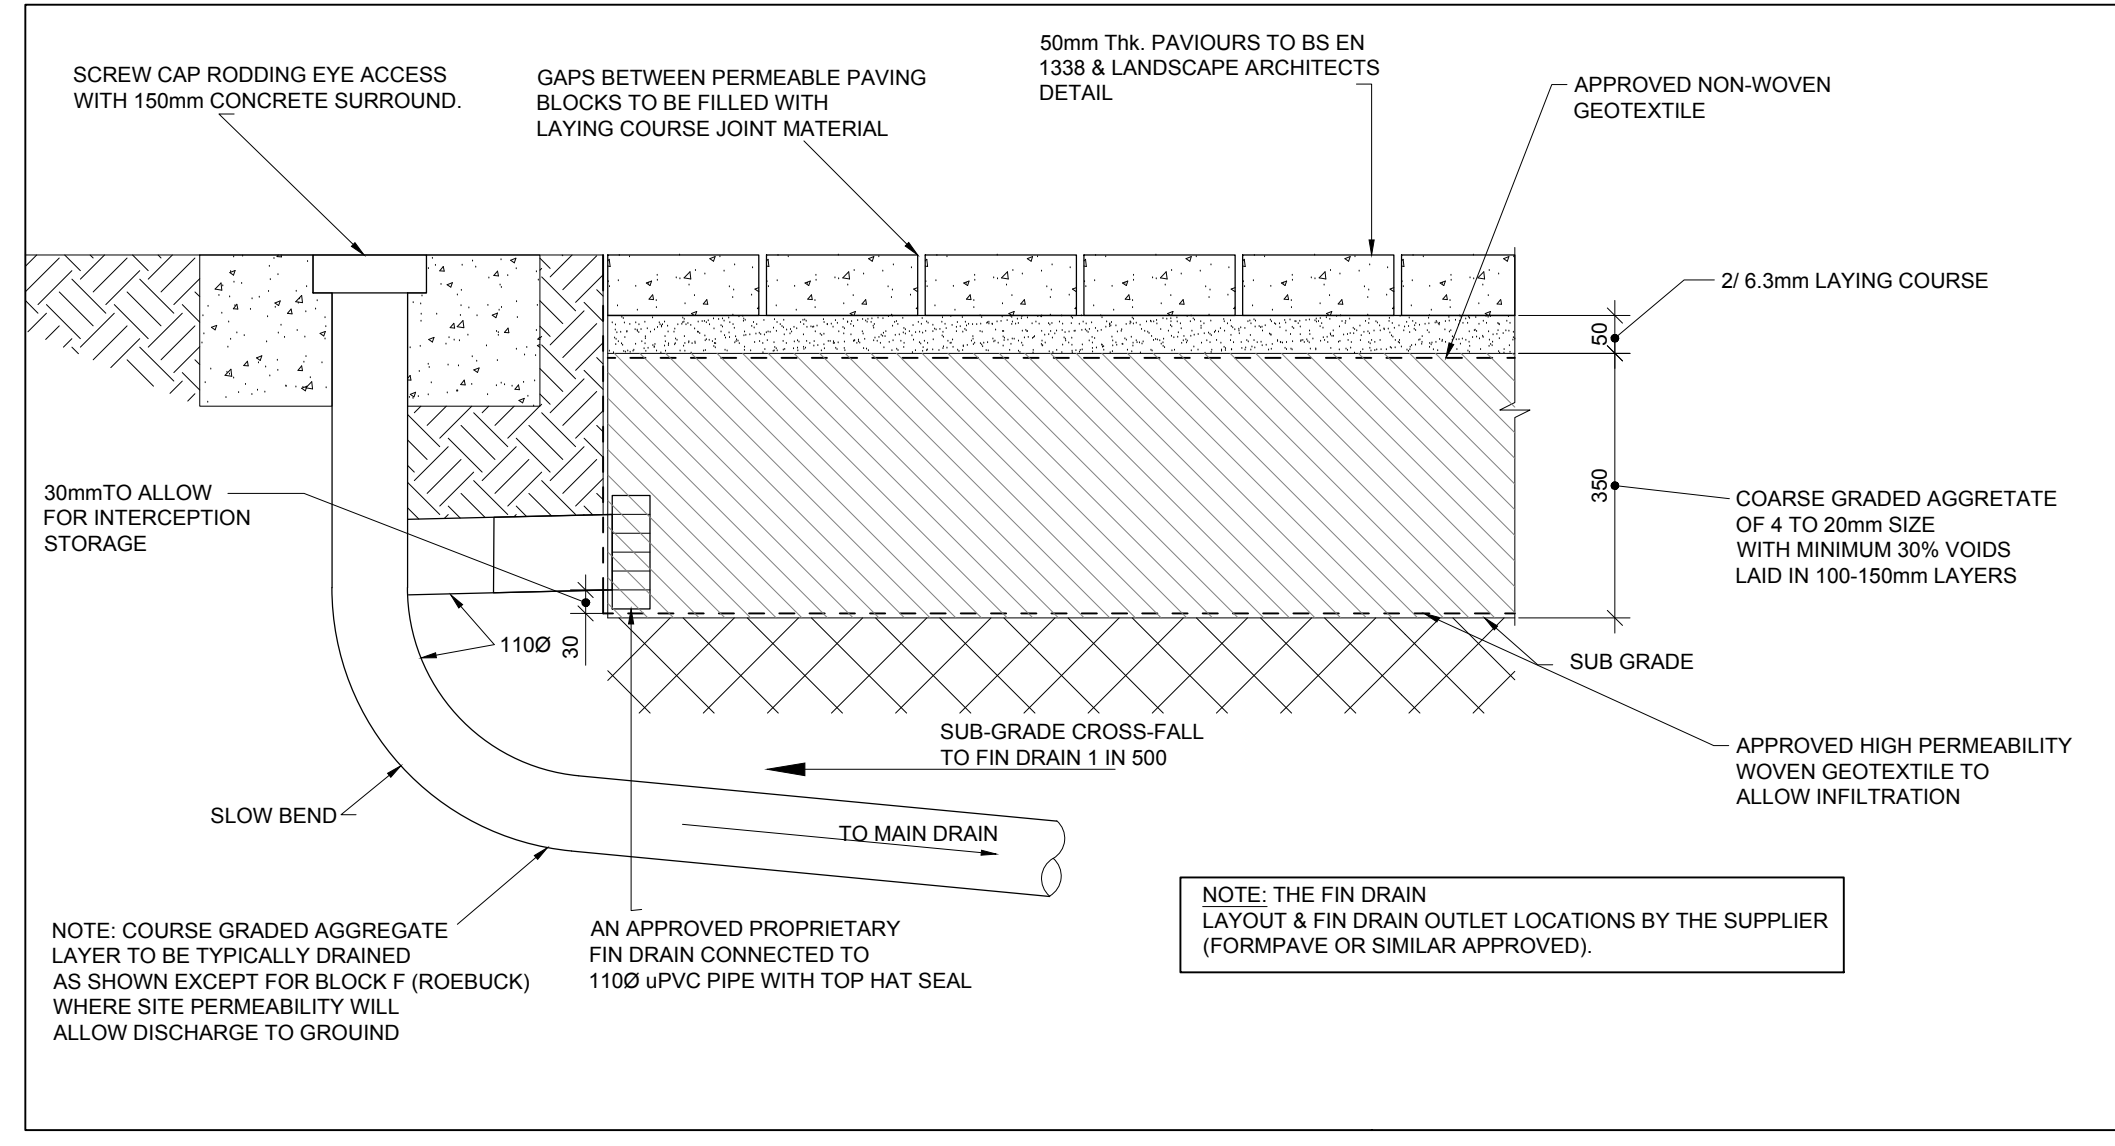 SCREW CAP RODDING EYE ACCESS
WITH 150mm CONCRETE SURROUND.
GAPS BETWEEN PERMEABLE PAVING
BLOCKS TO BE FILLED WITH
LAYING COURSE JOINT MATERIAL
50mm Thk. PAVIOURS TO BS EN
1338 & LANDSCAPE ARCHITECTS
DETAIL
APPROVED NON-WOVEN
GEOTEXTILE
2/ 6.3mm LAYING COURSE
50
350
30mmTO ALLOW
FOR INTERCEPTION
STORAGE
COARSE GRADED AGGRETATE
OF 4 TO 20mm SIZE
WITH MINIMUM 30% VOIDS
LAID IN 100-150mm LAYERS
110Ø
30
SUB GRADE
SUB-GRADE CROSS-FALL
TO FIN DRAIN 1 IN 500
APPROVED HIGH PERMEABILITY
WOVEN GEOTEXTILE TO
ALLOW INFILTRATION
SLOW BEND
TO MAIN DRAIN
NOTE: COURSE GRADED AGGREGATE
LAYER TO BE TYPICALLY DRAINED
AS SHOWN EXCEPT FOR BLOCK F (ROEBUCK)
WHERE SITE PERMEABILITY WILL
ALLOW DISCHARGE TO GROUIND
AN APPROVED PROPRIETARY
FIN DRAIN CONNECTED TO
110Ø uPVC PIPE WITH TOP HAT SEAL
NOTE: THE FIN DRAIN
LAYOUT & FIN DRAIN OUTLET LOCATIONS BY THE SUPPLIER
(FORMPAVE OR SIMILAR APPROVED).